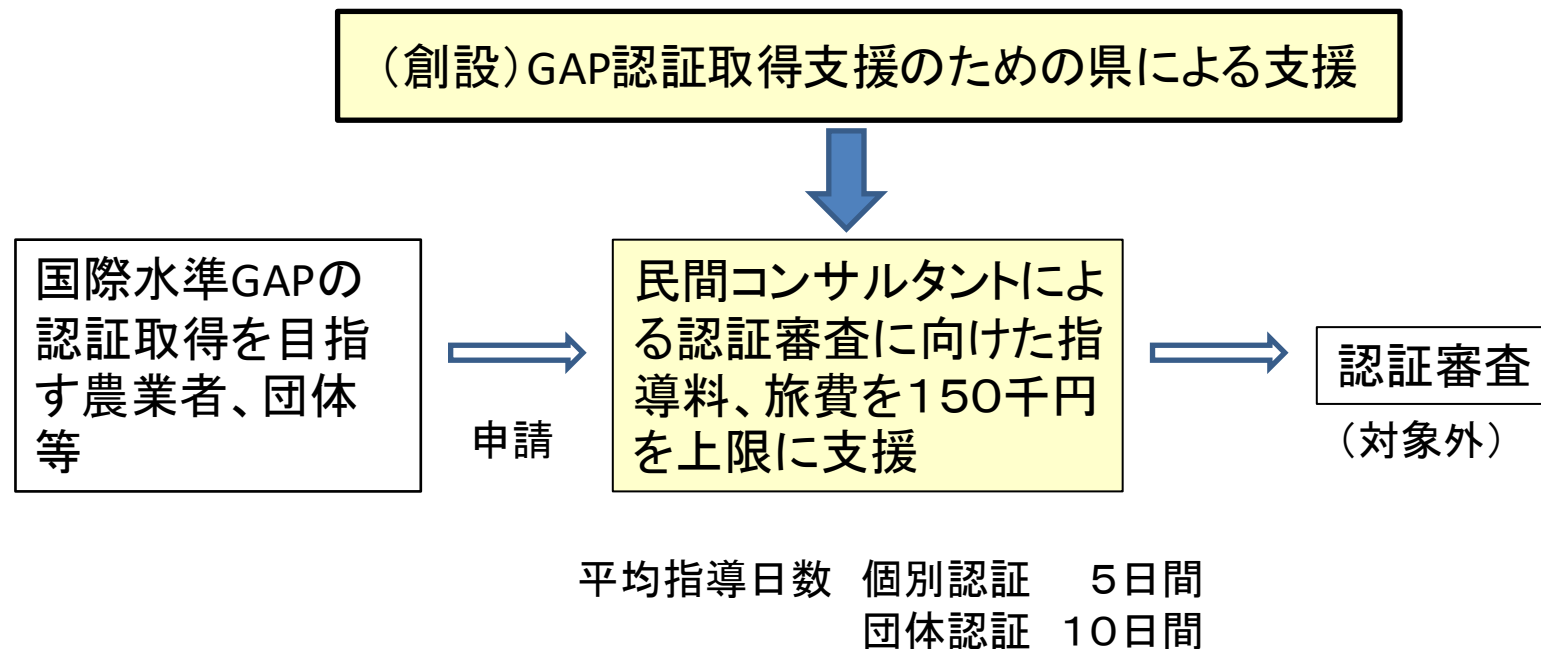 （創設）GAP認証取得支援のための県による支援
国際水準GAPの
認証取得を目指
す農業者、団体
等
申請
民間コンサルタントによ
る認証審査に向けた指
導料、旅費を１５０千円
を上限に支援
認証審査
（対象外）
平均指導日数　個別認証　　５日間
団体認証　１０日間